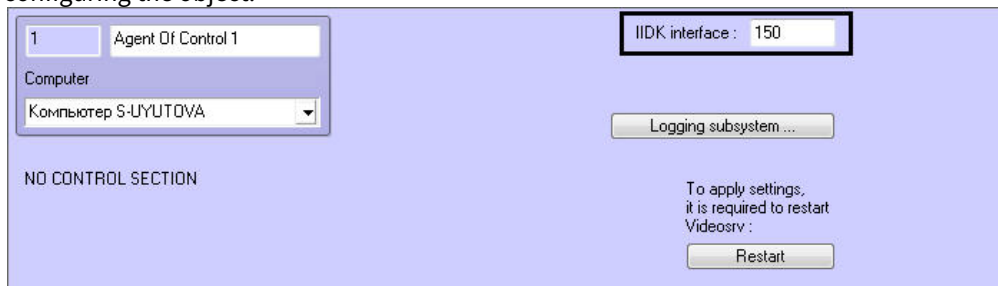 configuring the object.
1 Agent Of Control 1
Computer
Компьютер S-UYUTOVA
NO CONTROL SECTION
IIDK interface : 150
Logging subsystem ...
To apply settings,
it is required to restart
Videosrv :
Restart